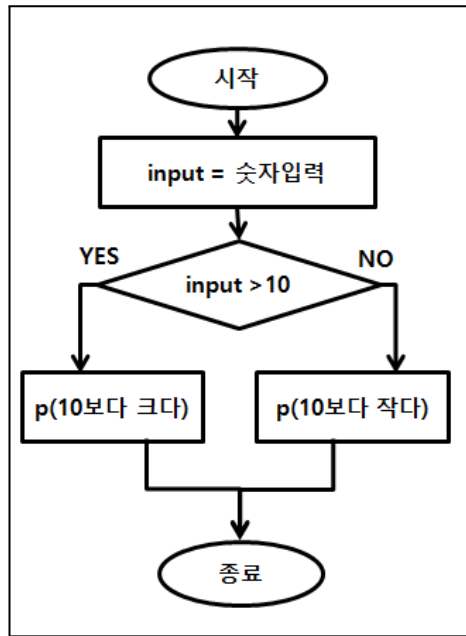 시작
input = 숫자입력
YES
NO
input >10
p(10보다 크다)
p(10보다 작다)
종료